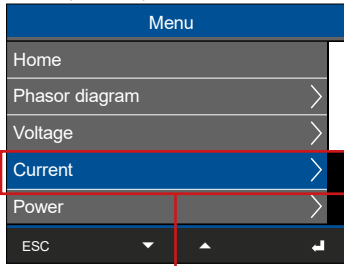 Menu
Home
Phasor diagram
Voltage
Current
Power
ESC